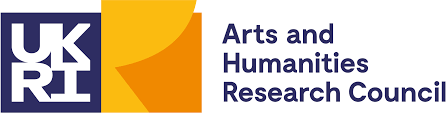 UK
RI
Arts and
Humanities
Research Council